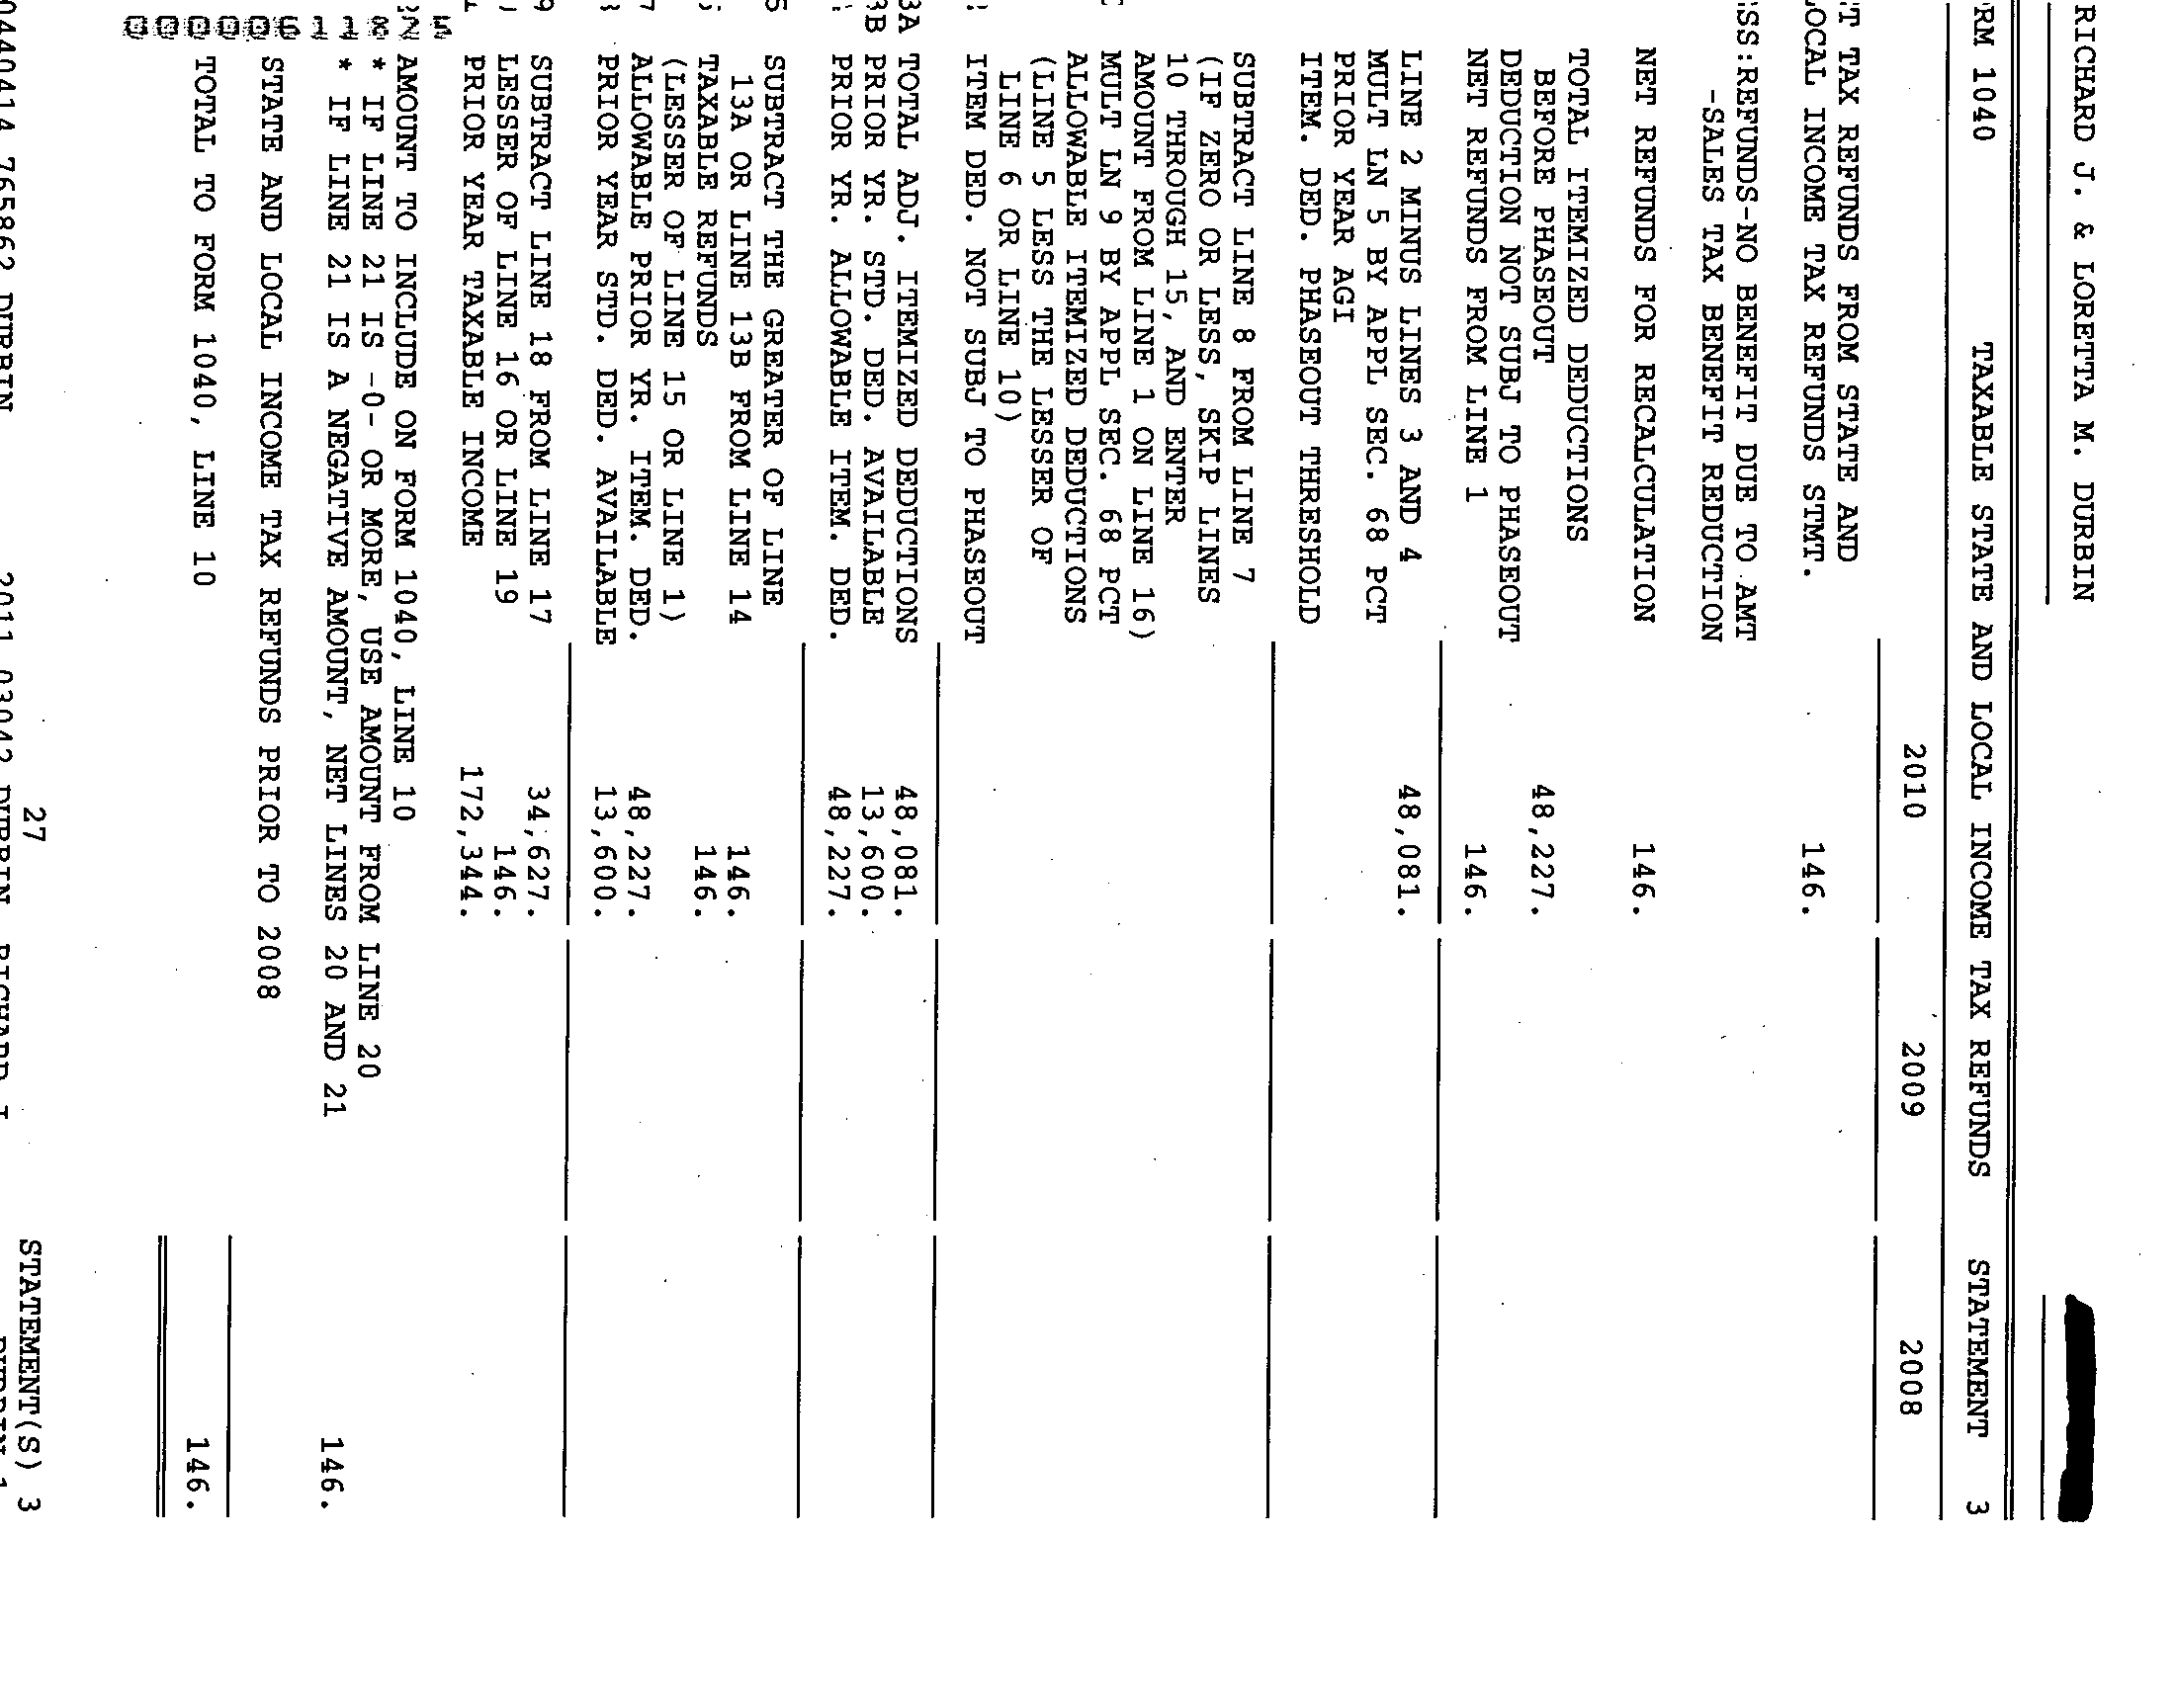 RICHARD J. & LORETTA M. DURBIN
RM 1040 TAXABLE STATE AND LOCAL INCOME TAX REFUNDS STATEMENT 3
2010 2009 2008
T TAX REFUNDS FROM STATE AND
LOCAL INCOME TAX REFUNDS STMT. 146.
SS:REFUNDS-NO BENEFIT DUE TO AMT
-SALES TAX BENEFIT REDUCTION
NET REFUNDS FOR RECALCULATION 146.
TOTAL ITEMIZED DEDUCTIONS
BEFORE PHASEOUT 48,227.
DEDUCTION NOT SUBJ TO PHASEOUT
NET REFUNDS FROM LINE 1 146.
LINE 2 MINUS LINES 3 AND 4 48,081.
MULT LN 5 BY APPL SEC. 68 PCT
PRIOR YEAR AGI
ITEM. DED. PHASEOUT THRESHOLD
SUBTRACT LINE 8 FROM LINE 7
(IF ZERO OR LESS, SKIP LINES
10 THROUGH 15, AND ENTER
AMOUNT FROM LINE 1 ON LINE 16)
MULT LN 9 BY APPL SEC. 68 PCT
ALLOWABLE ITEMIZED DEDUCTIONS
(LINE 5 LESS THE LESSER OF
LINE 6 OR LINE 10)
ITEM DED. NOT SUBJ TO PHASEOUT
3A TOTAL ADJ. ITEMIZED DEDUCTIONS 48,081.
3B PRIOR YR. STD. DED. AVAILABLE 13,600.
PRIOR YR. ALLOWABLE ITEM. DED. 48,227.
5 SUBTRACT THE GREATER OF LINE
13A OR LINE 13B FROM LINE 14 146.
TAXABLE REFUNDS 146.
(LESSER OF LINE 15 OR LINE 1)
7 ALLOWABLE PRIOR YR. ITEM. DED. 48,227.
PRIOR YEAR STD. DED. AVAILABLE 13,600.
9 SUBTRACT LINE 18 FROM LINE 17 34,627.
LESSER OF LINE 16 OR LINE 19 146.
PRIOR YEAR TAXABLE INCOME 172,344.
AMOUNT TO INCLUDE ON FORM 1040, LINE 10
* IF LINE 21 IS -0- OR MORE, USE AMOUNT FROM LINE 20
* IF LINE 21 IS A NEGATIVE AMOUNT, NET LINES 20 AND 21 146.
STATE AND LOCAL INCOME TAX REFUNDS PRIOR TO 2008
TOTAL TO FORM 1040, LINE 10 146.
00000611825
27 STATEMENT(S) 3
0440414 765862 DURBIN 2011.03042 DURBIN, RICHARD J DURBIN 1